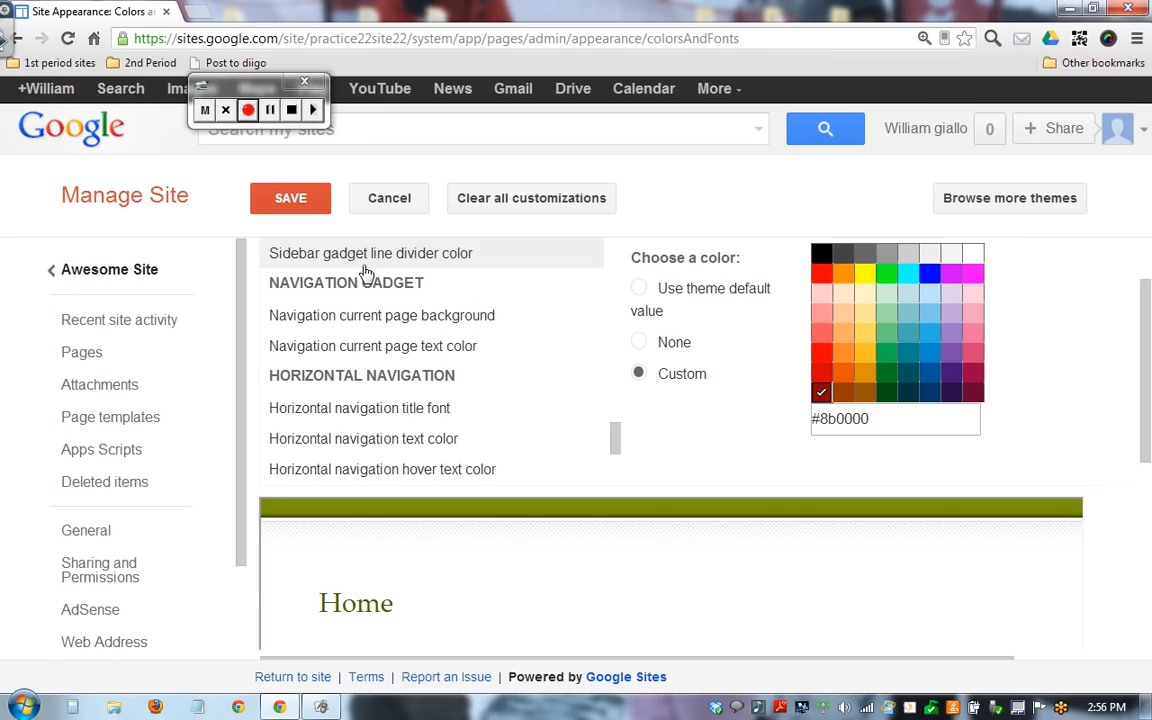 Site Appearance: Colors a
https://sites.google.com/site/practice22site22/system/app/pages/admin/appearance/colorsAndFonts
1st period sites
2nd Period
Post to diigo
Other bookmarks
+William
Search
YouTube
News
Gmail
Drive
Calendar
More
M
Google
Search my sites
William giallo
0
+ Share
Manage Site
SAVE
Cancel
Clear all customizations
Browse more themes
Awesome Site
Recent site activity
Pages
Attachments
Page templates
Apps Scripts
Deleted items
General
Sharing and
Permissions
AdSense
Web Address
Sidebar gadget line divider color
NAVIGATION GADGET
Navigation current page background
Navigation current page text color
HORIZONTAL NAVIGATION
Horizontal navigation title font
Horizontal navigation text color
Horizontal navigation hover text color
Choose a color:
Use theme default
value
None
Custom
#8b0000
Home
Return to site
Terms
Report an Issue
Powered by Google Sites
2:56 PM